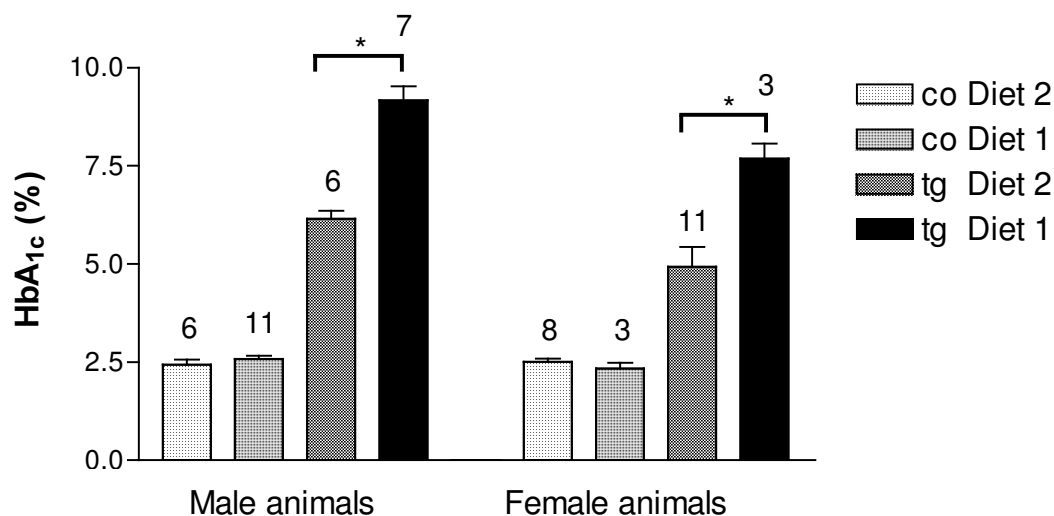 7
*
3
10.0
*
co Diet 2
co Diet 1
tg Diet 2
tg Diet 1
7.5
6
11
HbA1c (%)
5.0
6
11
8
3
2.5
0.0
Male animals
Female animals